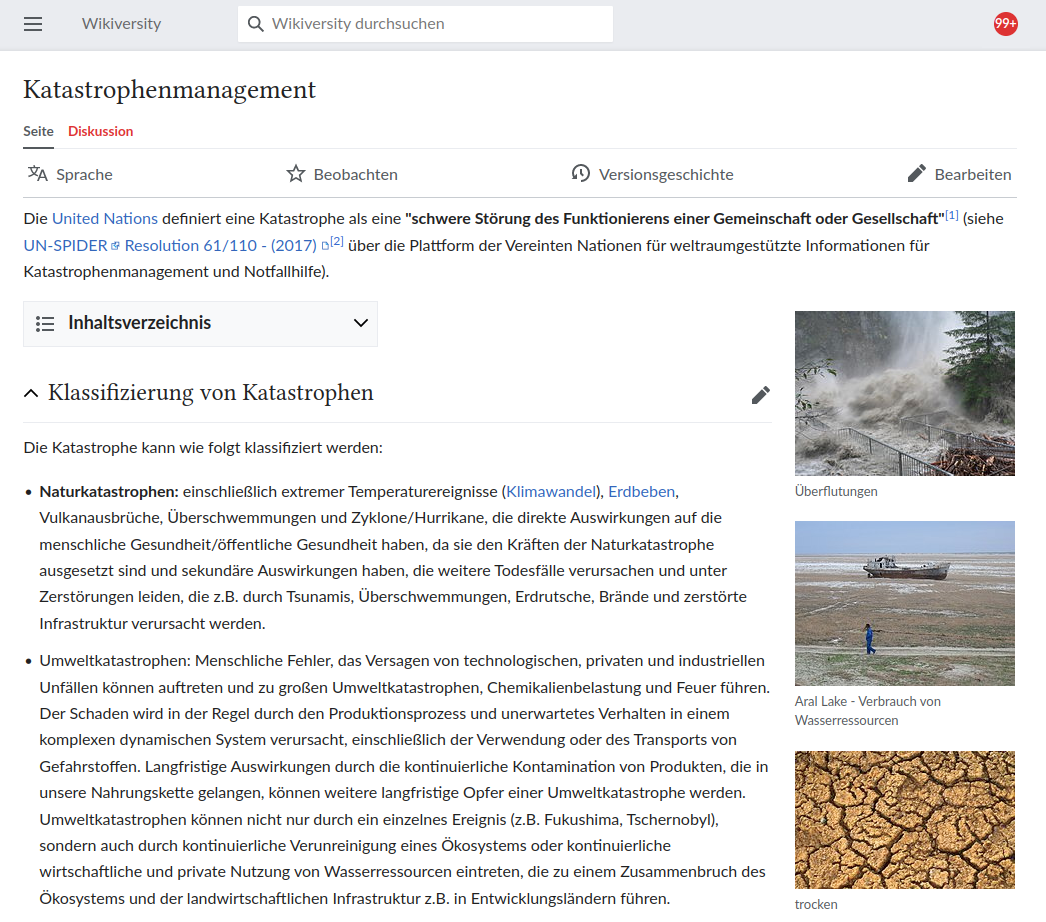 Wikiversity
Wikiversity durchsuchen
99+
Katastrophenmanagement
Seite Diskussion
Sprache Beobachten Versionsgeschichte Bearbeiten
Die United Nations definiert eine Katastrophe als eine "schwere Störung des Funktionierens einer Gemeinschaft oder Gesellschaft"[1] (siehe
UN-SPIDER Resolution 61/110 - (2017) [2] über die Plattform der Vereinten Nationen für weltraumgestützte Informationen für
Katastrophenmanagement und Notfallhilfe).
Inhaltsverzeichnis
Klassifizierung von Katastrophen
Die Katastrophe kann wie folgt klassifiziert werden:
• Naturkatastrophen: einschließlich extremer Temperaturereignisse (Klimawandel), Erdbeben,
Vulkanausbrüche, Überschwemmungen und Zyklone/Hurrikane, die direkte Auswirkungen auf die
menschliche Gesundheit/öffentliche Gesundheit haben, da sie den Kräften der Naturkatastrophe
ausgesetzt sind und sekundäre Auswirkungen haben, die weitere Todesfälle verursachen und unter
Zerstörungen leiden, die z.B. durch Tsunamis, Überschwemmungen, Erdrutsche, Brände und zerstörte
Infrastruktur verursacht werden.
• Umweltkatastrophen: Menschliche Fehler, das Versagen von technologischen, privaten und industriellen
Unfällen können auftreten und zu großen Umweltkatastrophen, Chemikalienbelastung und Feuer führen.
Der Schaden wird in der Regel durch den Produktionsprozess und unerwartetes Verhalten in einem
komplexen dynamischen System verursacht, einschließlich der Verwendung oder des Transports von
Gefahrstoffen. Langfristige Auswirkungen durch die kontinuierliche Kontamination von Produkten, die in
unsere Nahrungskette gelangen, können weitere langfristige Opfer einer Umweltkatastrophe werden.
Umweltkatastrophen können nicht nur durch ein einzelnes Ereignis (z.B. Fukushima, Tschernobyl),
sondern auch durch kontinuierliche Verunreinigung eines Ökosystems oder kontinuierliche
wirtschaftliche und private Nutzung von Wasserressourcen eintreten, die zu einem Zusammenbruch des
Ökosystems und der landwirtschaftlichen Infrastruktur z.B. in Entwicklungsländern führen.
Überflutungen
Aral Lake - Verbrauch von
Wasserressourcen
trocken